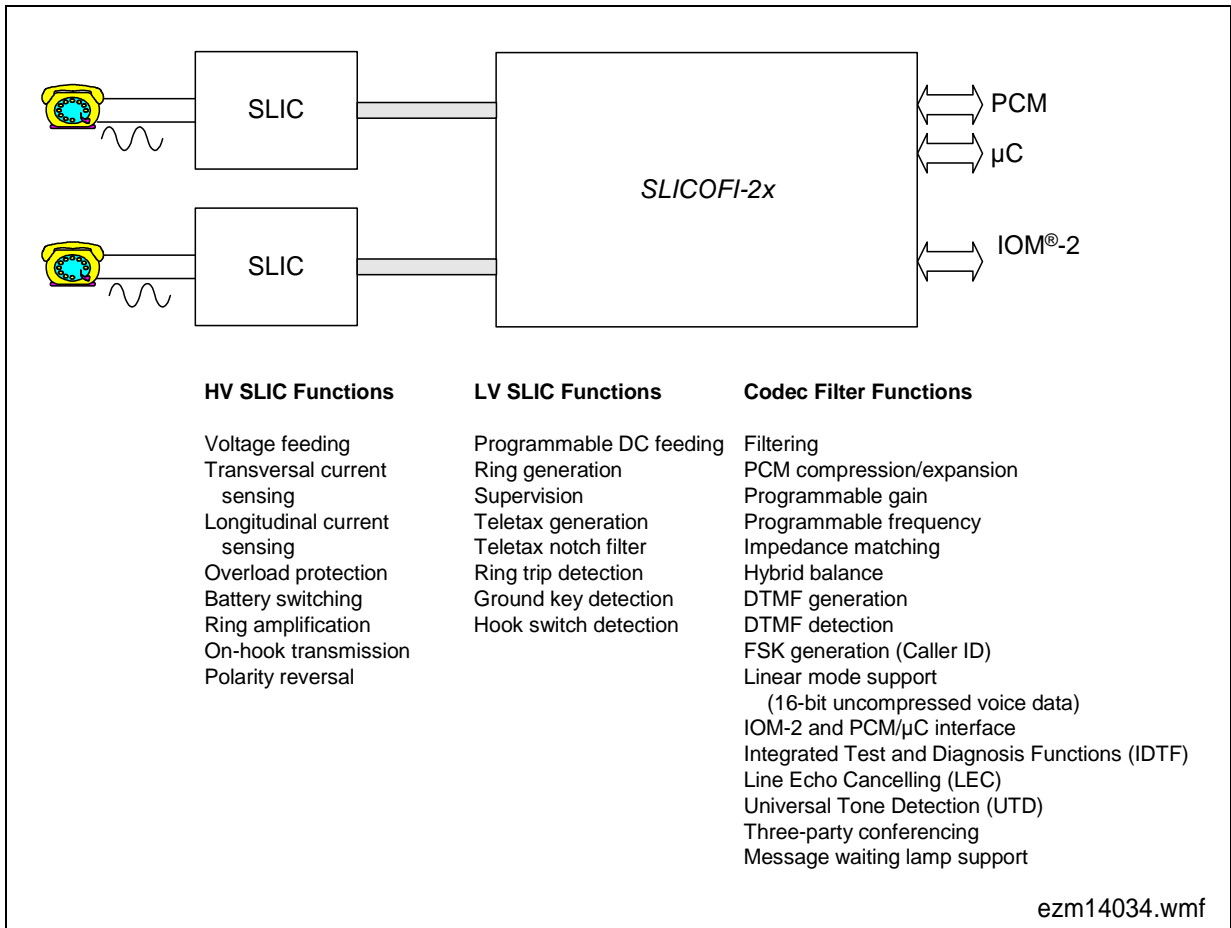 SLIC
PCM
µC
SLICOFI-2x
SLIC
IOM®-2
HV SLIC Functions
Voltage feeding
Transversal current
sensing
Longitudinal current
sensing
Overload protection
Battery switching
Ring amplification
On-hook transmission
Polarity reversal
LV SLIC Functions
Programmable DC feeding
Ring generation
Supervision
Teletax generation
Teletax notch filter
Ring trip detection
Ground key detection
Hook switch detection
Codec Filter Functions
Filtering
PCM compression/expansion
Programmable gain
Programmable frequency
Impedance matching
Hybrid balance
DTMF generation
DTMF detection
FSK generation (Caller ID)
Linear mode support
(16-bit uncompressed voice data)
IOM-2 and PCM/µC interface
Integrated Test and Diagnosis Functions (IDTF)
Line Echo Cancelling (LEC)
Universal Tone Detection (UTD)
Three-party conferencing
Message waiting lamp support
ezm14034.wmf